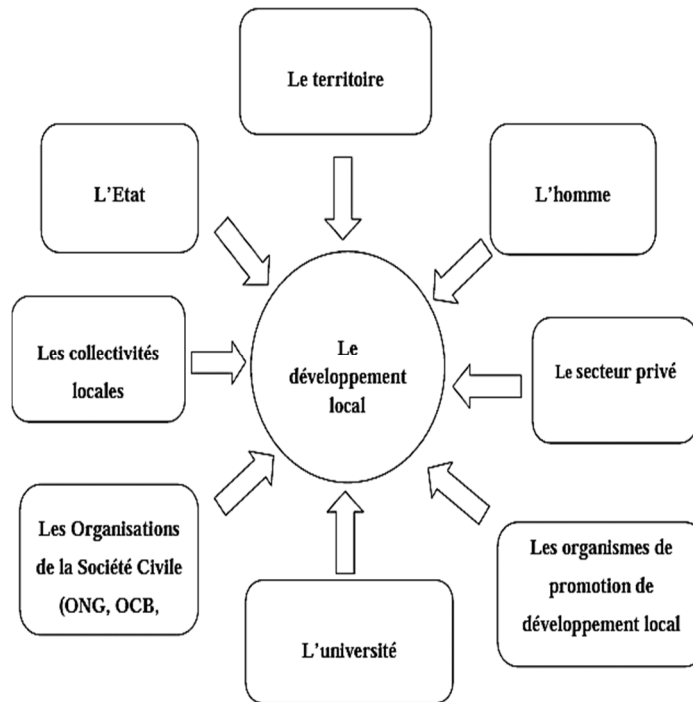 Le territoire
L'Etat
L'homme
Les collectivités
locales
Le
développement
local
Le secteur privé
Les Organisations
de la Société Civile
(ONG, OCB,
L'université
Les organismes de
promotion de
développement local